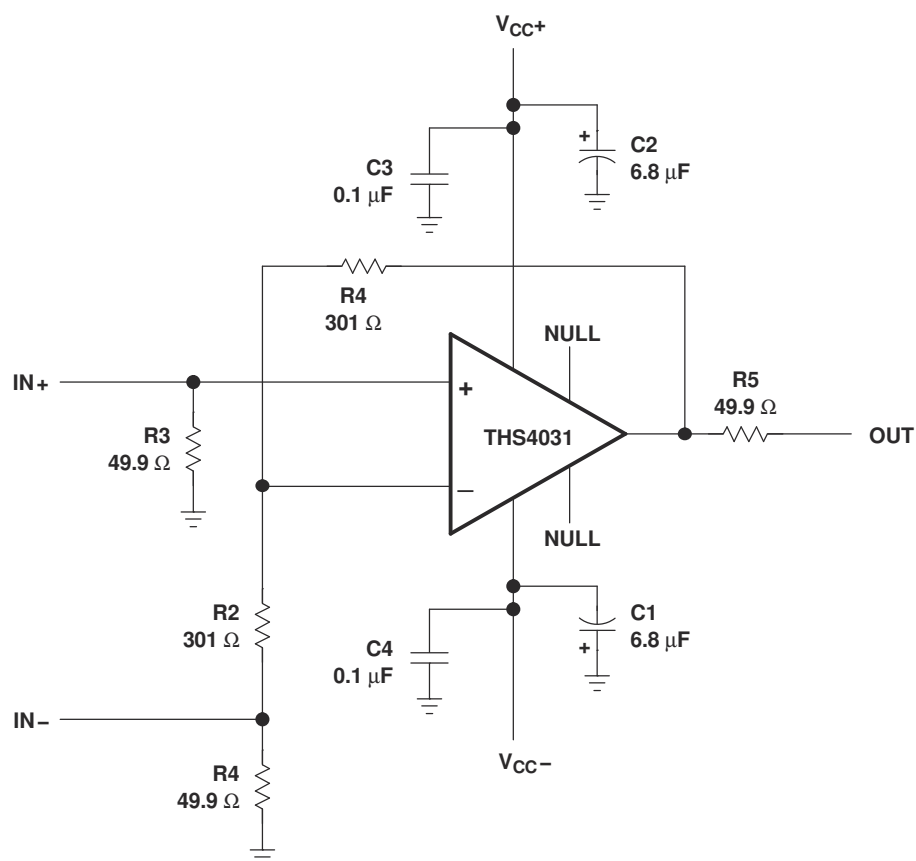 VCC+
C2
6.8 μF
C3
0.1 μF
R4
301 Ω
NULL
IN+
+
R5
49.9 Ω
THS4031
OUT
R3
49.9 Ω
−
NULL
R2
301 Ω
C4
0.1 μF
C1
6.8 μF
+
IN−
VCC−
R4
49.9 Ω